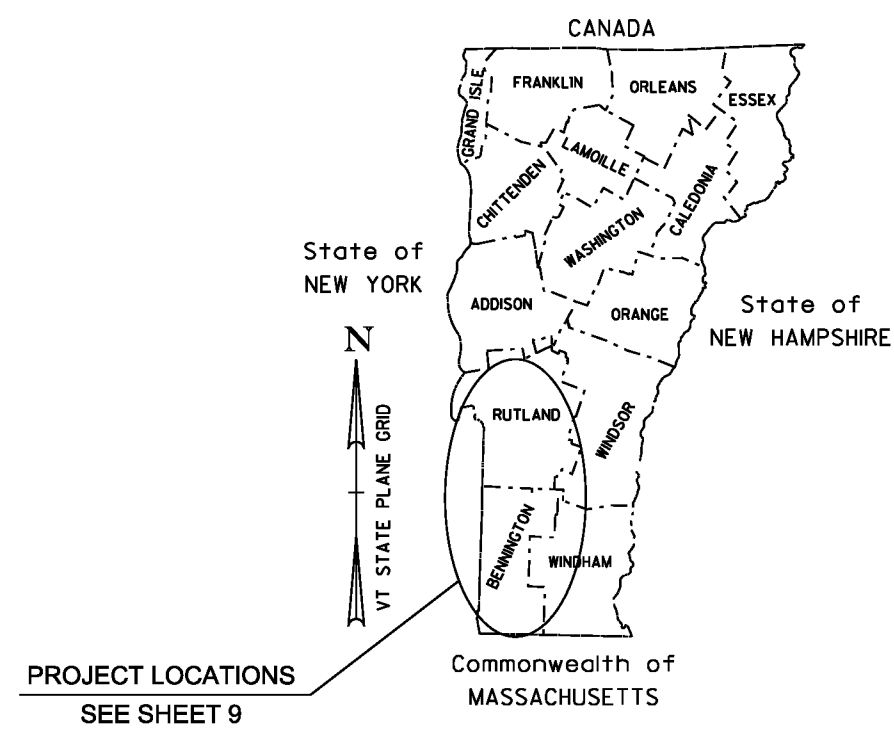 CANADA
GRAND ISLE
FRANKLIN
ORLEANS
ESSEX
LAMOILLE
CHITTENDEN
CALEDONIA
WASHINGTON
State of
NEW YORK
ADDISON
ORANGE
State of
NEW HAMPSHIRE
N
VT STATE PLANE GRID
RUTLAND
WINDSOR
BENNINGTON
WINDHAM
Commonwealth of
MASSACHUSETTS
PROJECT LOCATIONS
SEE SHEET 9